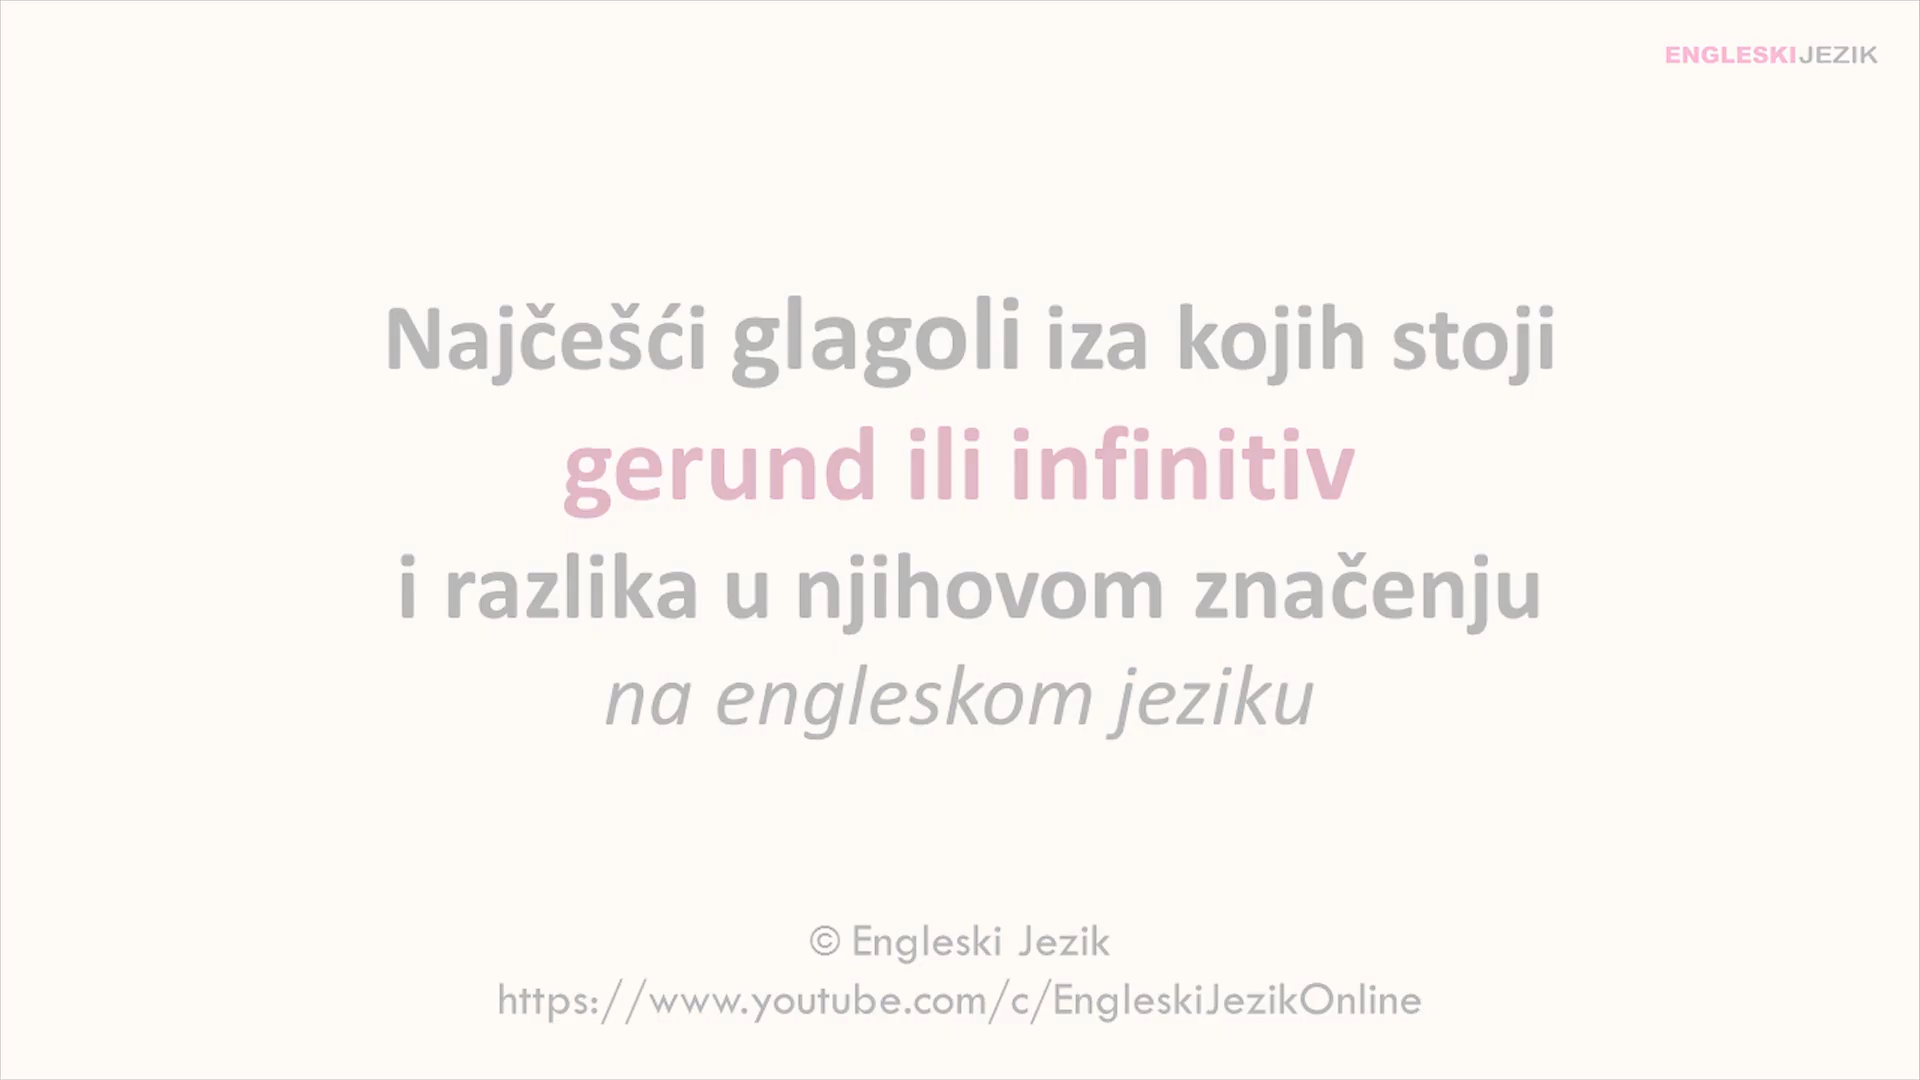 ENGLESKIJEZIK
Najčešći glagoli iza kojih stoji
gerund ili infinitiv
i razlika u njihovom značenju
na engleskom jeziku
© Engleski Jezik
https://www.youtube.com/c/EngleskiJezikOnline